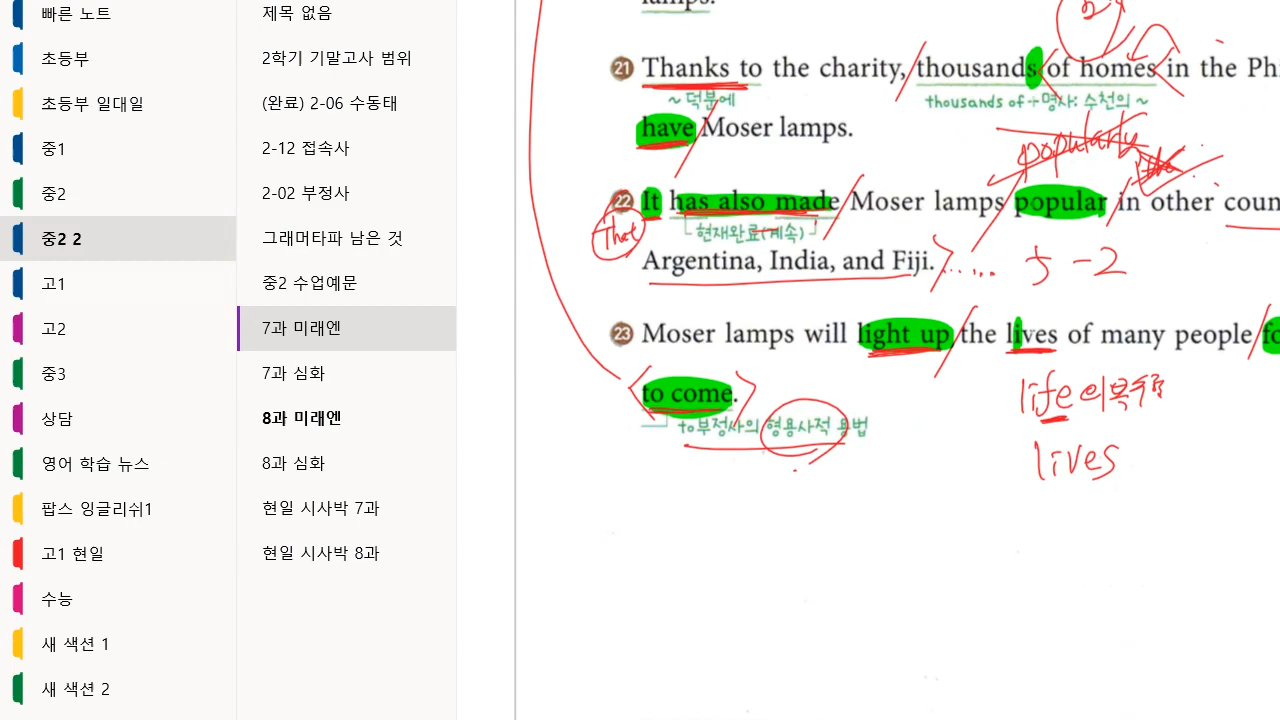 빠른 노트
초등부
초등부 일대일
중1
중2
중2 2
고1
고2
중3
상담
영어 학습 뉴스
팝스 잉글리쉬1
고1 현일
수능
새 색션 1
새 색션 2
제목 없음
2학기 기말고사 범위
(완료) 2-06 수동태
2-12 접속사
2-02 부정사
그래머타파 남은 것
중2 수업예문
7과 미래엔
7과 심화
8과 미래엔
8과 심화
현일 시사박 7과
현일 시사박 8과
lamps.
21 Thanks to the charity, thousands of homes in the Phi
~ 덕분에 thousands of+명사: 수천의 ~
have Moser lamps.
popularly
22 It has also made Moser lamps popular in other coun
That 현재완료(계속)
Argentina, India, and Fiji. 5-2
23 Moser lamps will light up the lives of many people fo
to come. life의 복수형
to부정사의 형용사적 용법
lives